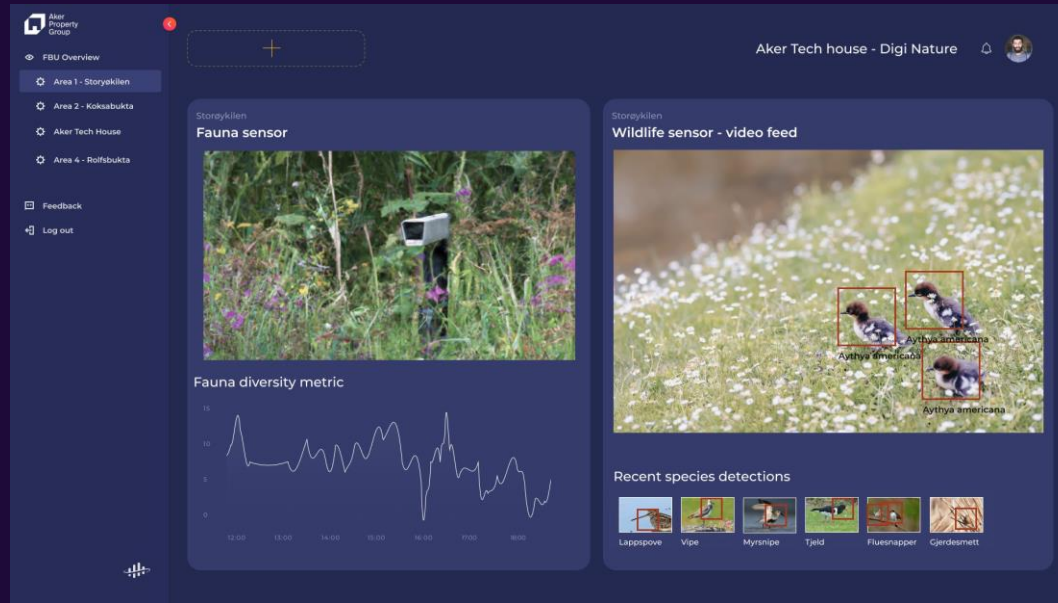 Aker
Property
Group
FBU Overview
Area 1 - Storyøkilen
Area 2 - Koksabukta
Aker Tech House
Area 4 - Rolfsbukta
Feedback
Log out
Aker Tech house - Digi Nature
Storøykilen
Fauna sensor
Fauna diversity metric
15
10
5
0
12:00 13:00 14:00 15:00 16:00 17:00 18:00
Storøykilen
Wildlife sensor - video feed
Aythya americana
Aythya americana
Aythya americana
Recent species detections
Lappspove Vipe Myrsnipe Tjeld Fluesnapper Gjerdesmett